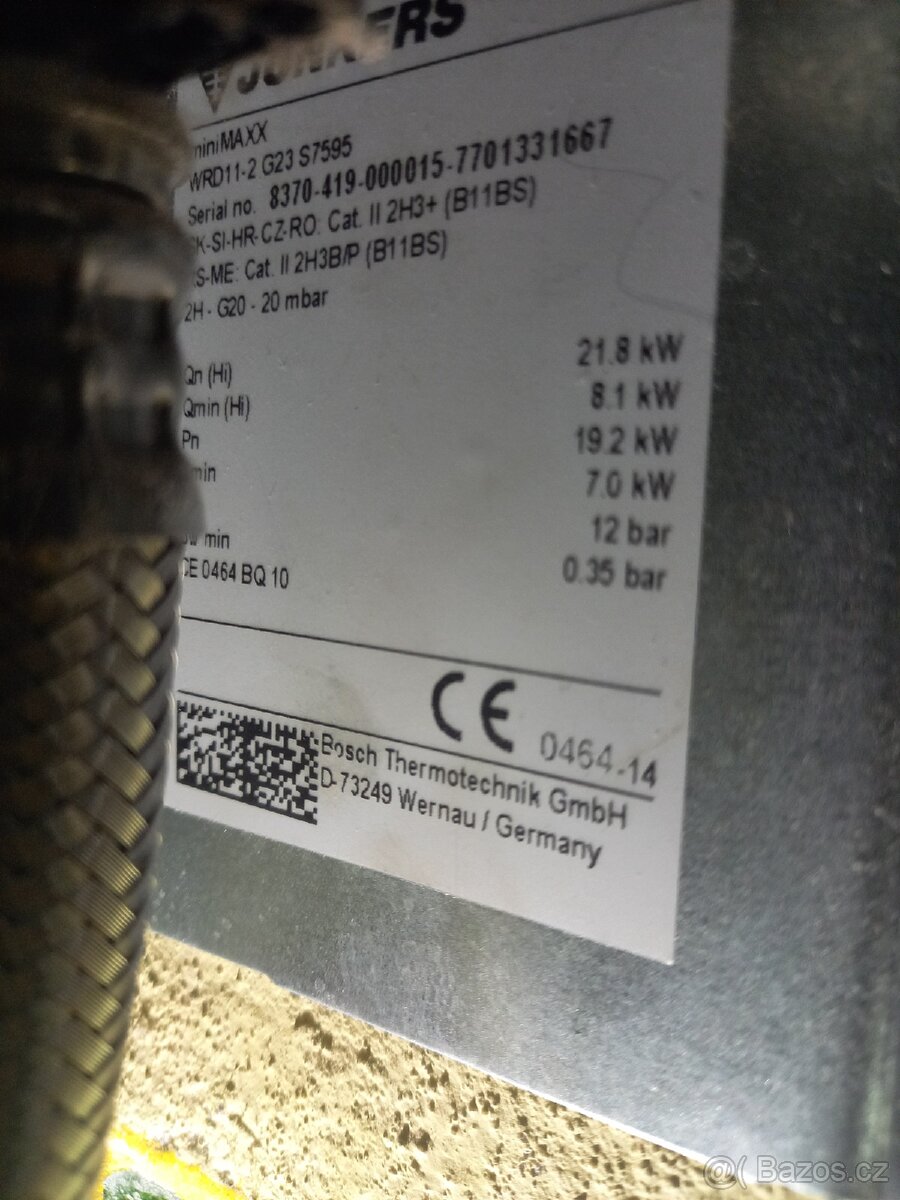 JUNKERS
miniMAXX
WRD11-2 G23 S7595
Serial no. 8370-419-000015-7701331667
K-SI-HR-CZ-RO: Cat. II 2H3+ (B11BS)
S-ME: Cat. II 2H3B/P (B11BS)
2H - G20 - 20 mbar
Qn (Hi) 21.8 kW
Qmin (Hi) 8.1 kW
Pn 19.2 kW
min 7.0 kW
12 bar
min 0.35 bar
CE 0464 BQ 10
CE 0464-14
Bosch Thermotechnik GmbH
D-73249 Wernau / Germany
Bazos.cz